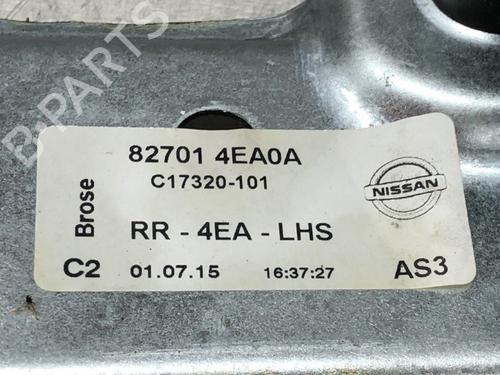 82701 4EA0A
C17320-101
Brose
NISSAN
RR - 4EA - LHS
C2 01.07.15 16:37:27 AS3
B-PARTS